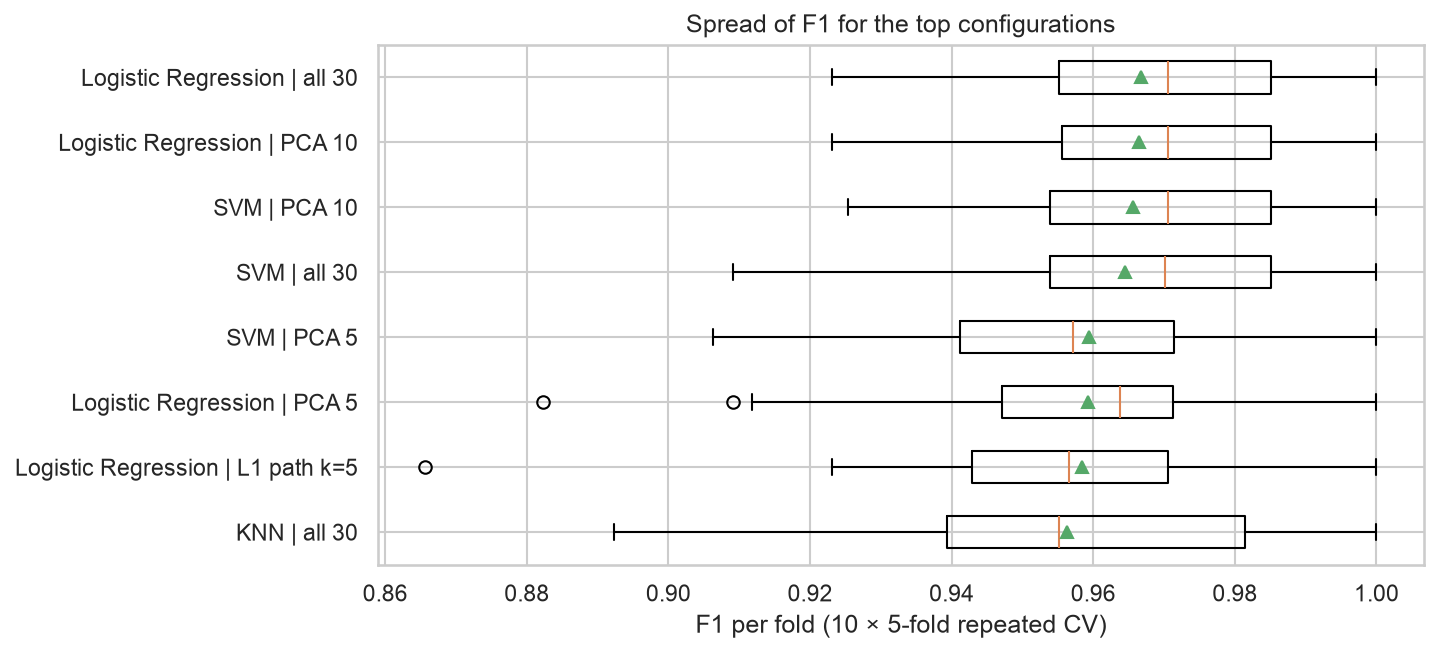 Spread of F1 for the top configurations
Logistic Regression | all 30
Logistic Regression | PCA 10
SVM | PCA 10
SVM | all 30
SVM | PCA 5
Logistic Regression | PCA 5
Logistic Regression | L1 path k=5
KNN | all 30
0.86 0.88 0.90 0.92 0.94 0.96 0.98 1.00
F1 per fold (10 × 5-fold repeated CV)